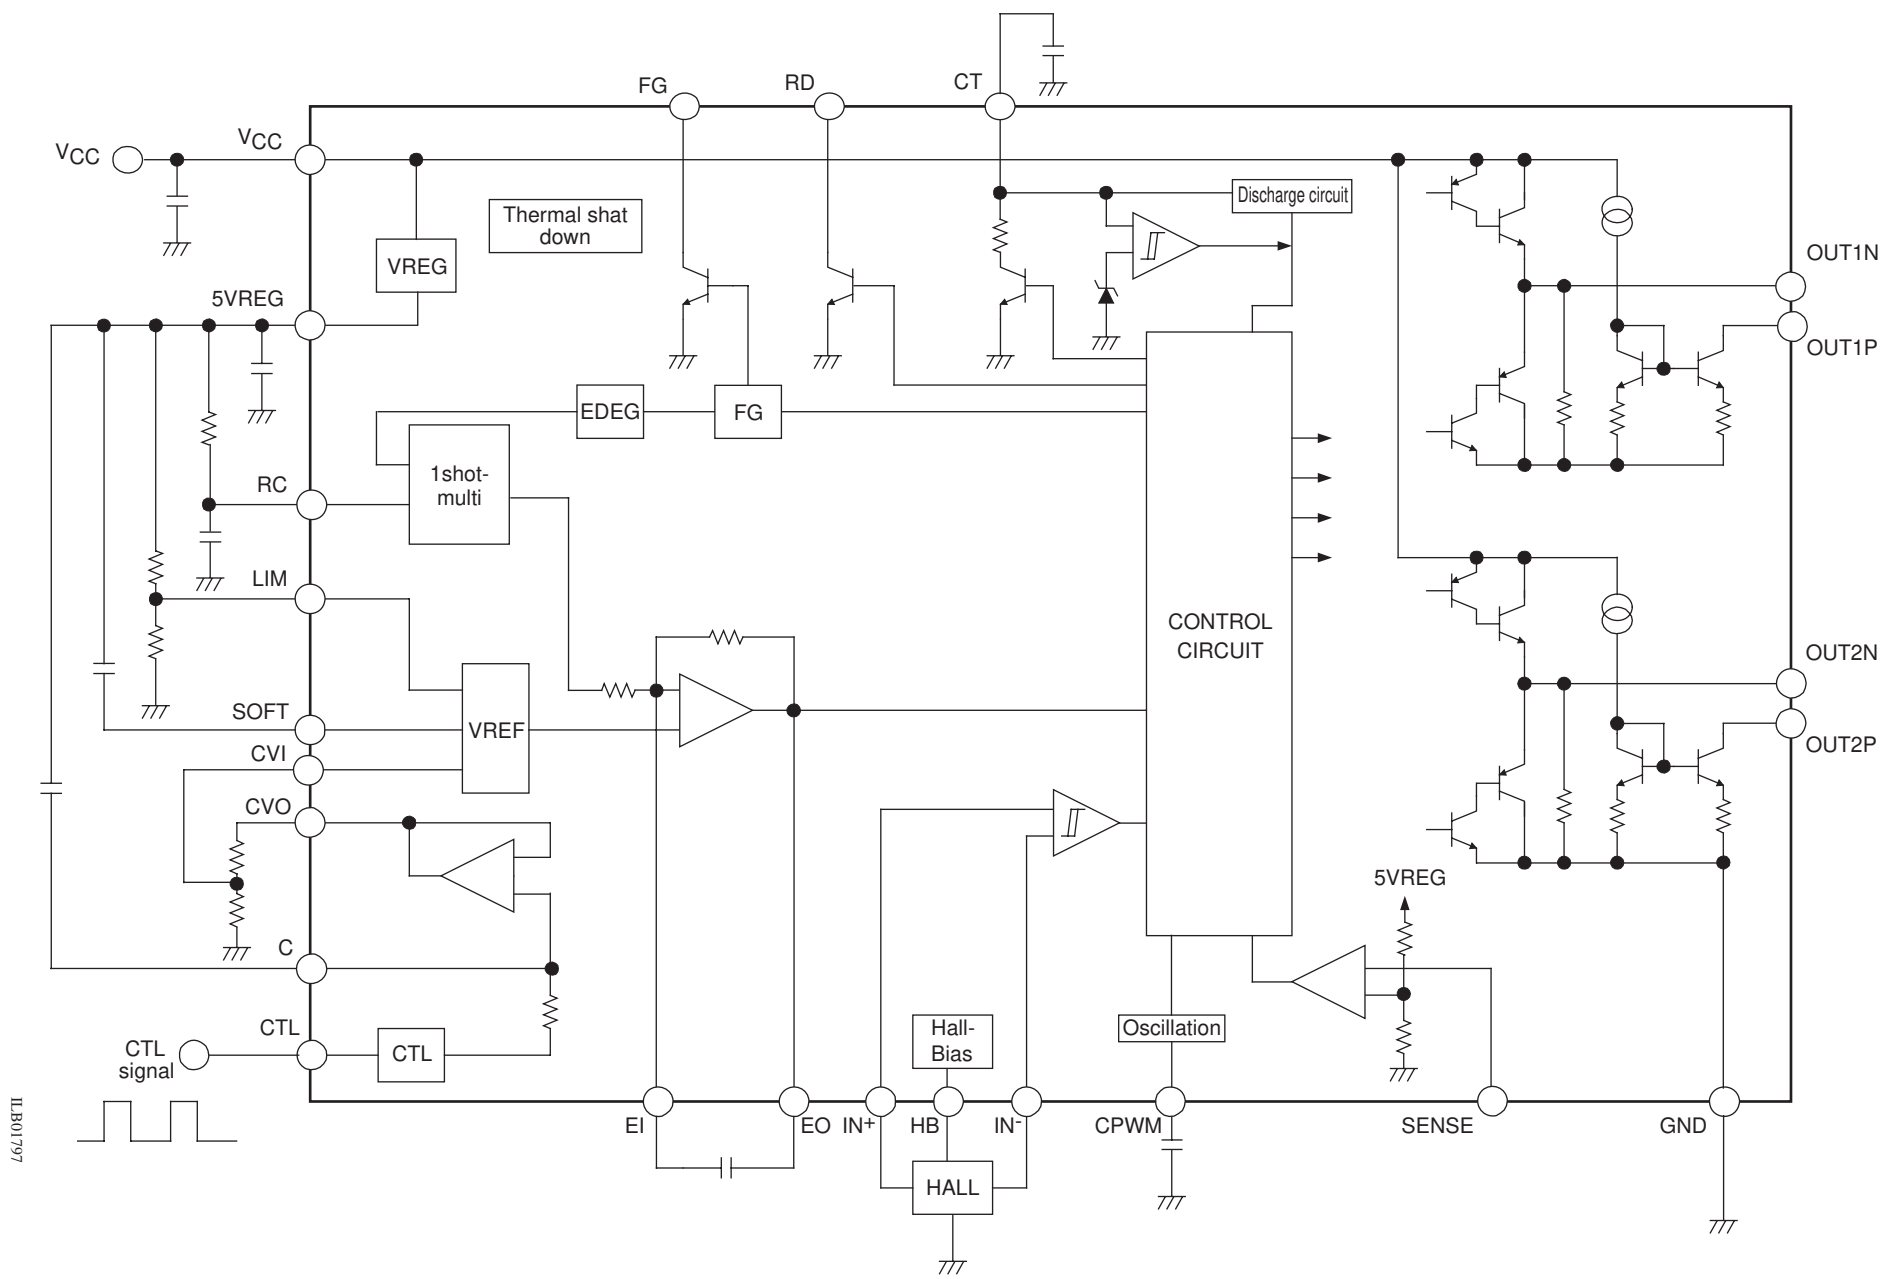 FG
RD
CT
VCC
VCC
Thermal shat
down
Discharge circuit
VREG
5VREG
OUT1N
OUT1P
EDEG
FG
1shot-
multi
RC
LIM
CONTROL
CIRCUIT
SOFT
VREF
CVI
CVO
OUT2N
OUT2P
5VREG
C
CTL
CTL
CTL
signal
Hall-
Bias
Oscillation
EI
EO
IN+
HB
IN-
CPWM
SENSE
GND
HALL
ILB01797